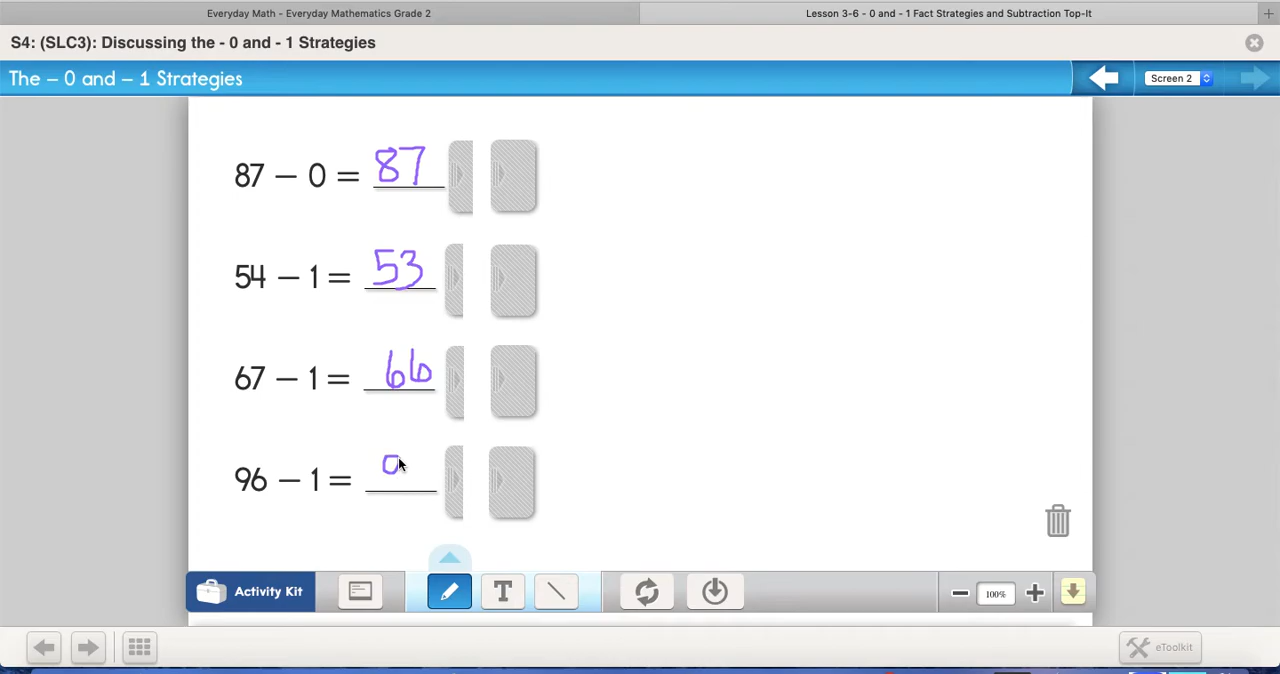 Everyday Math - Everyday Mathematics Grade 2
Lesson 3-6 - 0 and - 1 Fact Strategies and Subtraction Top-It
S4: (SLC3): Discussing the - 0 and - 1 Strategies
The – 0 and – 1 Strategies
Screen 2
87 – 0 = 87
54 – 1 = 53
67 – 1 = 66
96 – 1 =
Activity Kit
T
100%
eToolkit